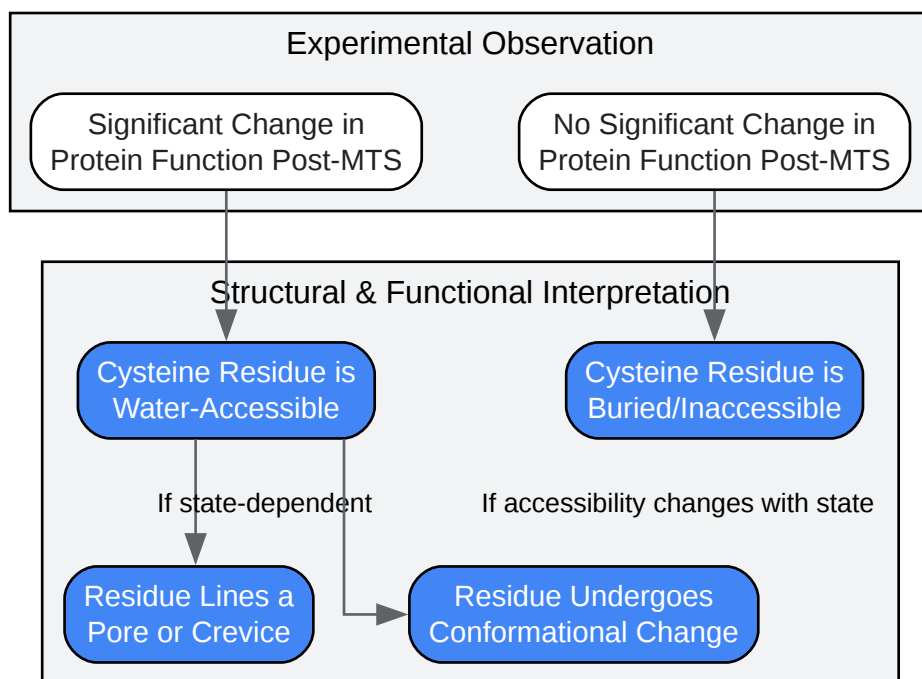 Experimental Observation
Significant Change in
Protein Function Post-MTS
No Significant Change in
Protein Function Post-MTS
Structural & Functional Interpretation
Cysteine Residue is
Water-Accessible
Cysteine Residue is
Buried/Inaccessible
If state-dependent
If accessibility changes with state
Residue Lines a
Pore or Crevice
Residue Undergoes
Conformational Change